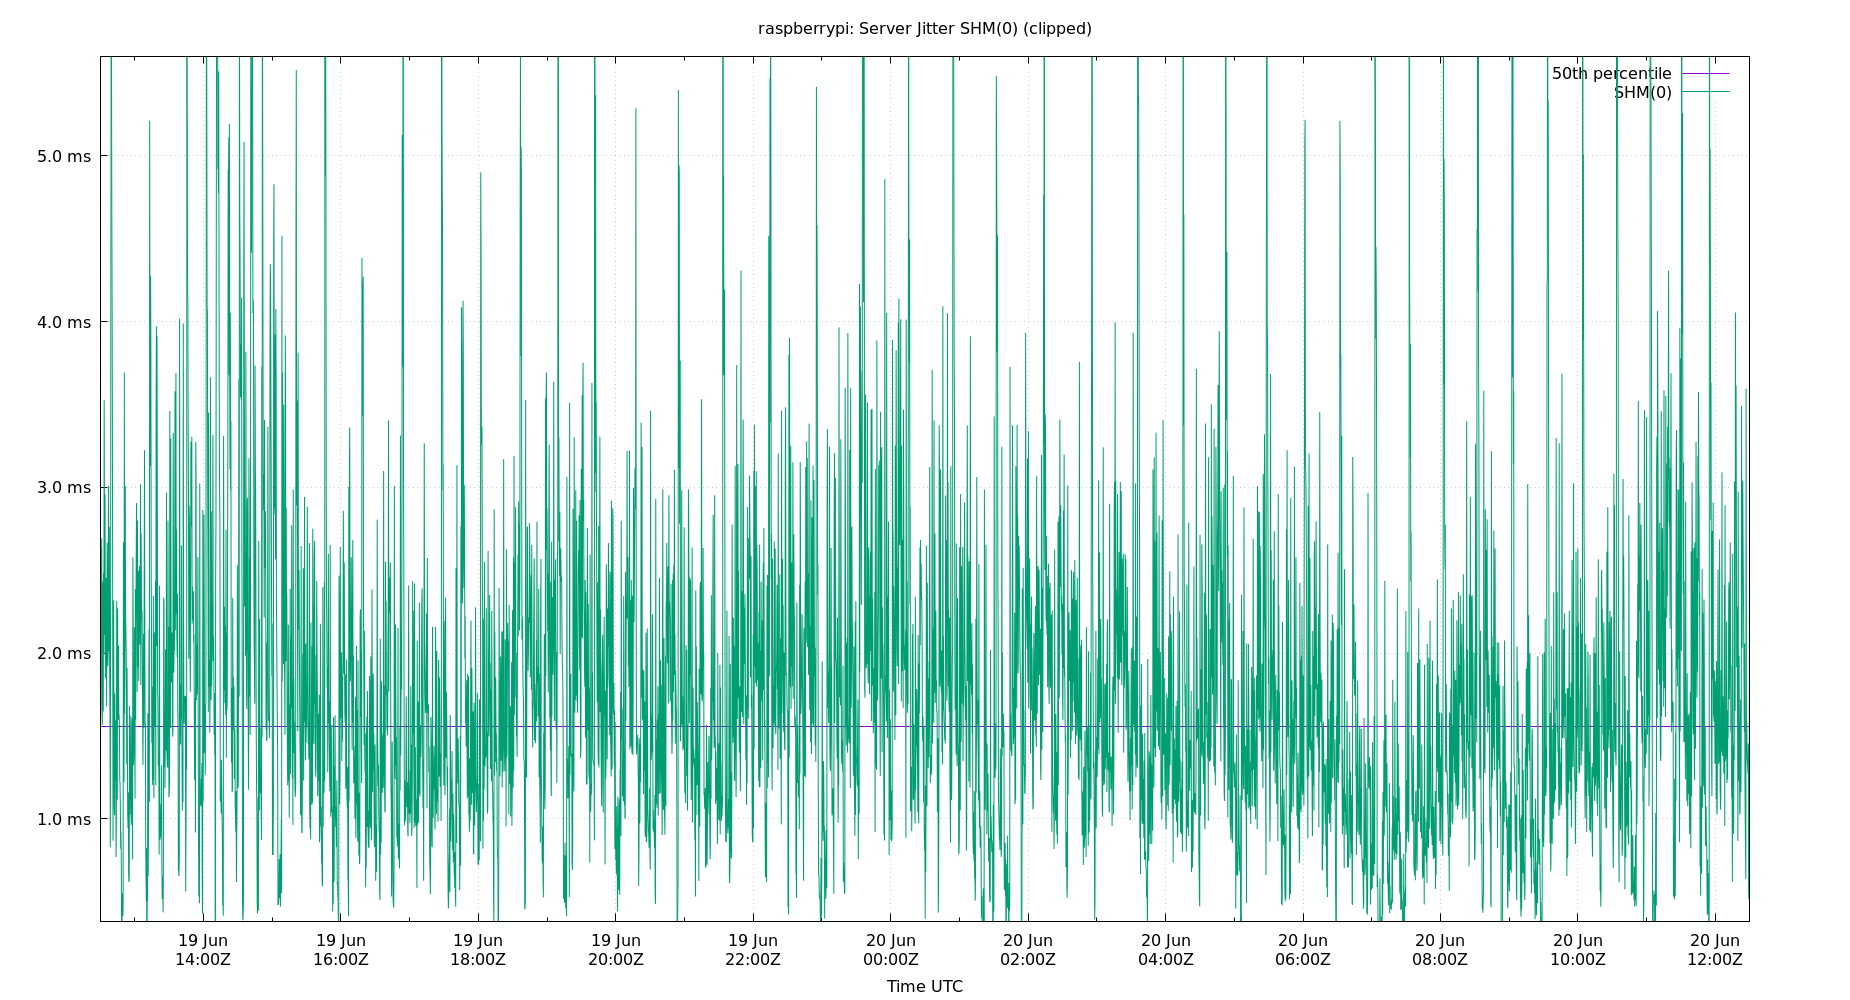 raspberrypi: Server Jitter SHM(0) (clipped)
50th percentile
SHM(0)
5.0 ms
4.0 ms
3.0 ms
2.0 ms
1.0 ms
19 Jun 19 Jun 19 Jun 19 Jun 19 Jun 20 Jun 20 Jun 20 Jun 20 Jun 20 Jun 20 Jun 20 Jun
14:00Z 16:00Z 18:00Z 20:00Z 22:00Z 00:00Z 02:00Z 04:00Z 06:00Z 08:00Z 10:00Z 12:00Z
Time UTC